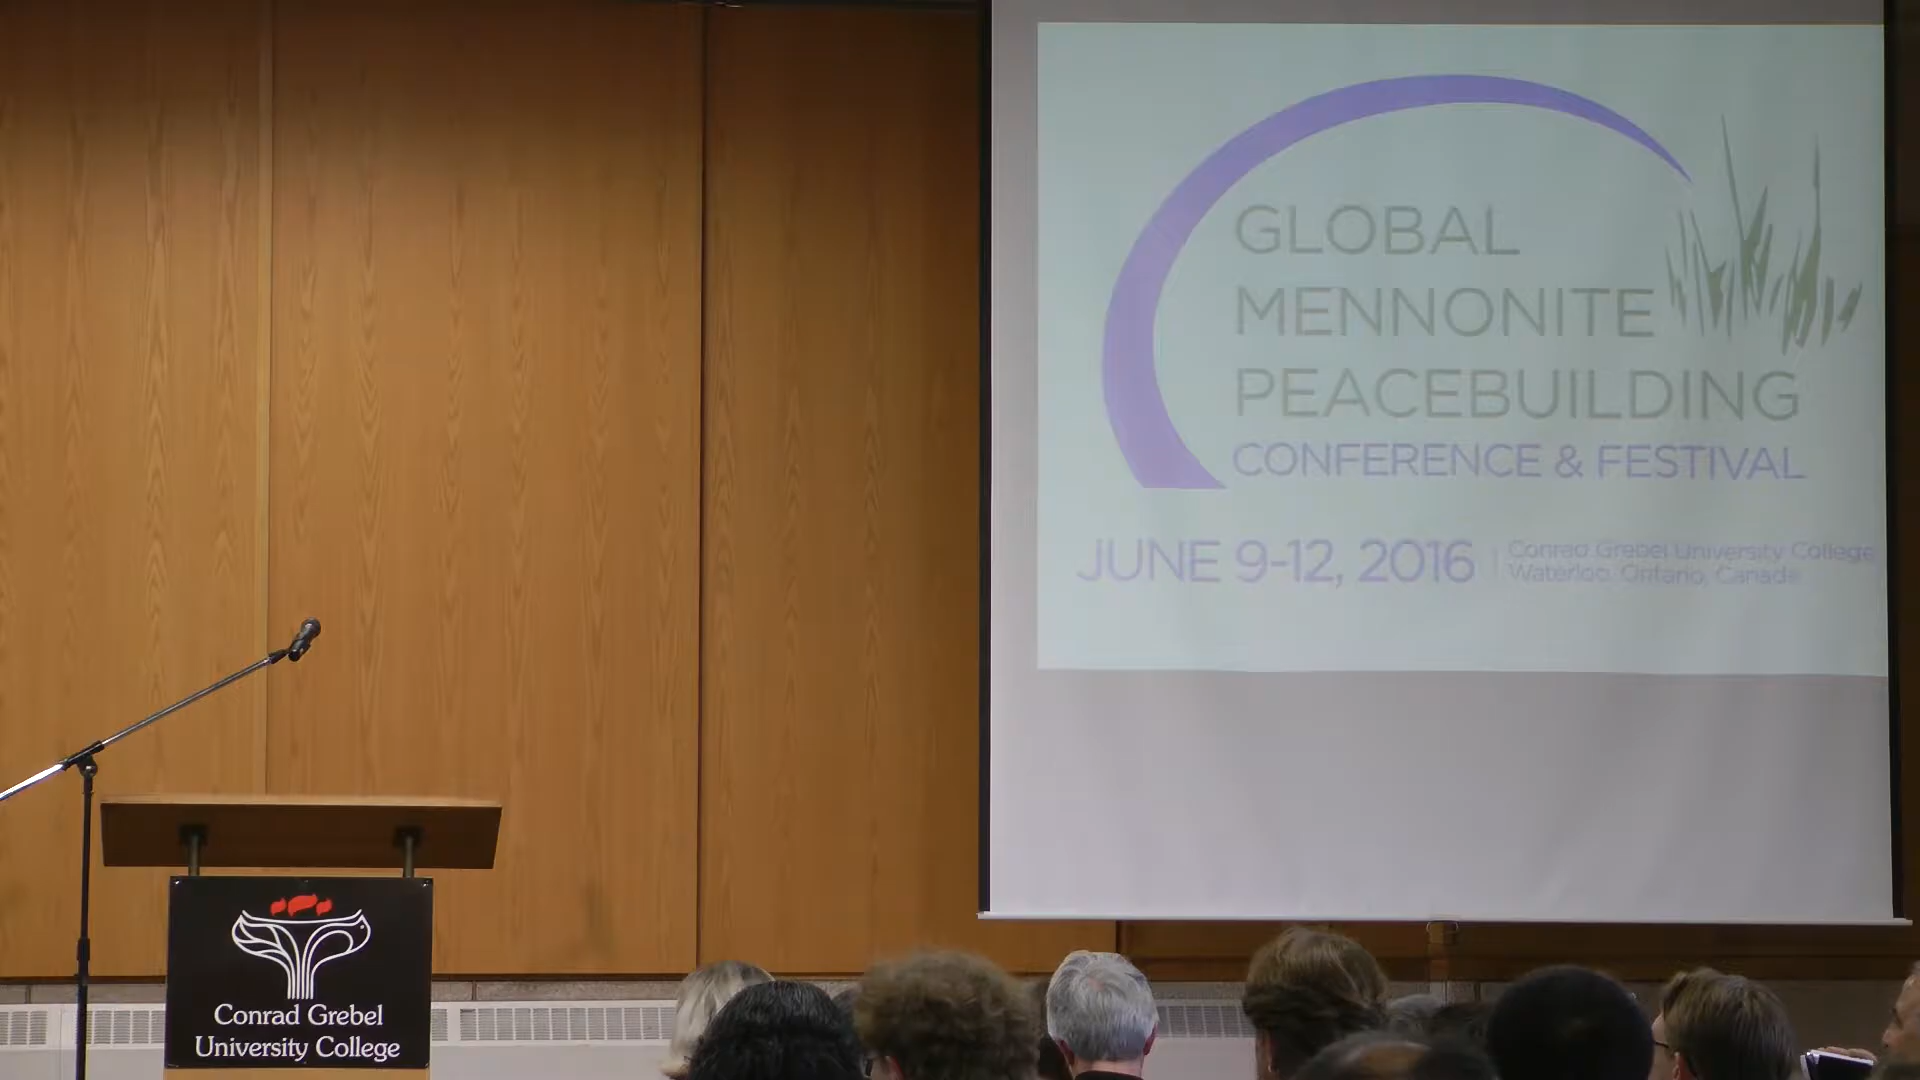 GLOBAL
MENNONITE
PEACEBUILDING
CONFERENCE & FESTIVAL
JUNE 9-12, 2016
Conrad Grebel University College
Waterloo, Ontario, Canada
Conrad Grebel
University College